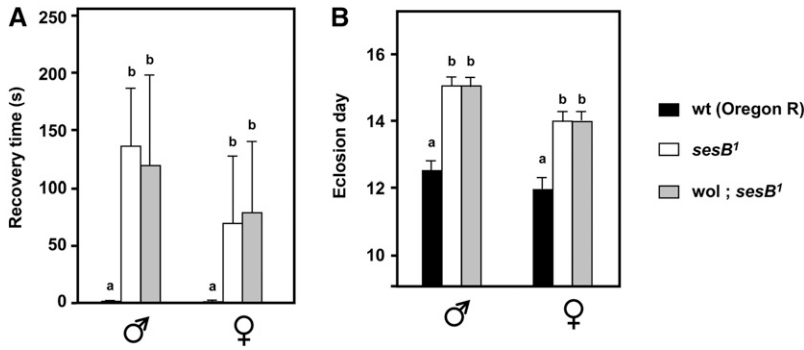 A
Recovery time (s)
250
200
150
100
50
0
a
b
b
a
b
b
♂
♀
B
Eclosion day
16
14
12
10
a
b
b
a
b
b
♂
♀
wt (Oregon R)
sesB¹
wol ; sesB¹